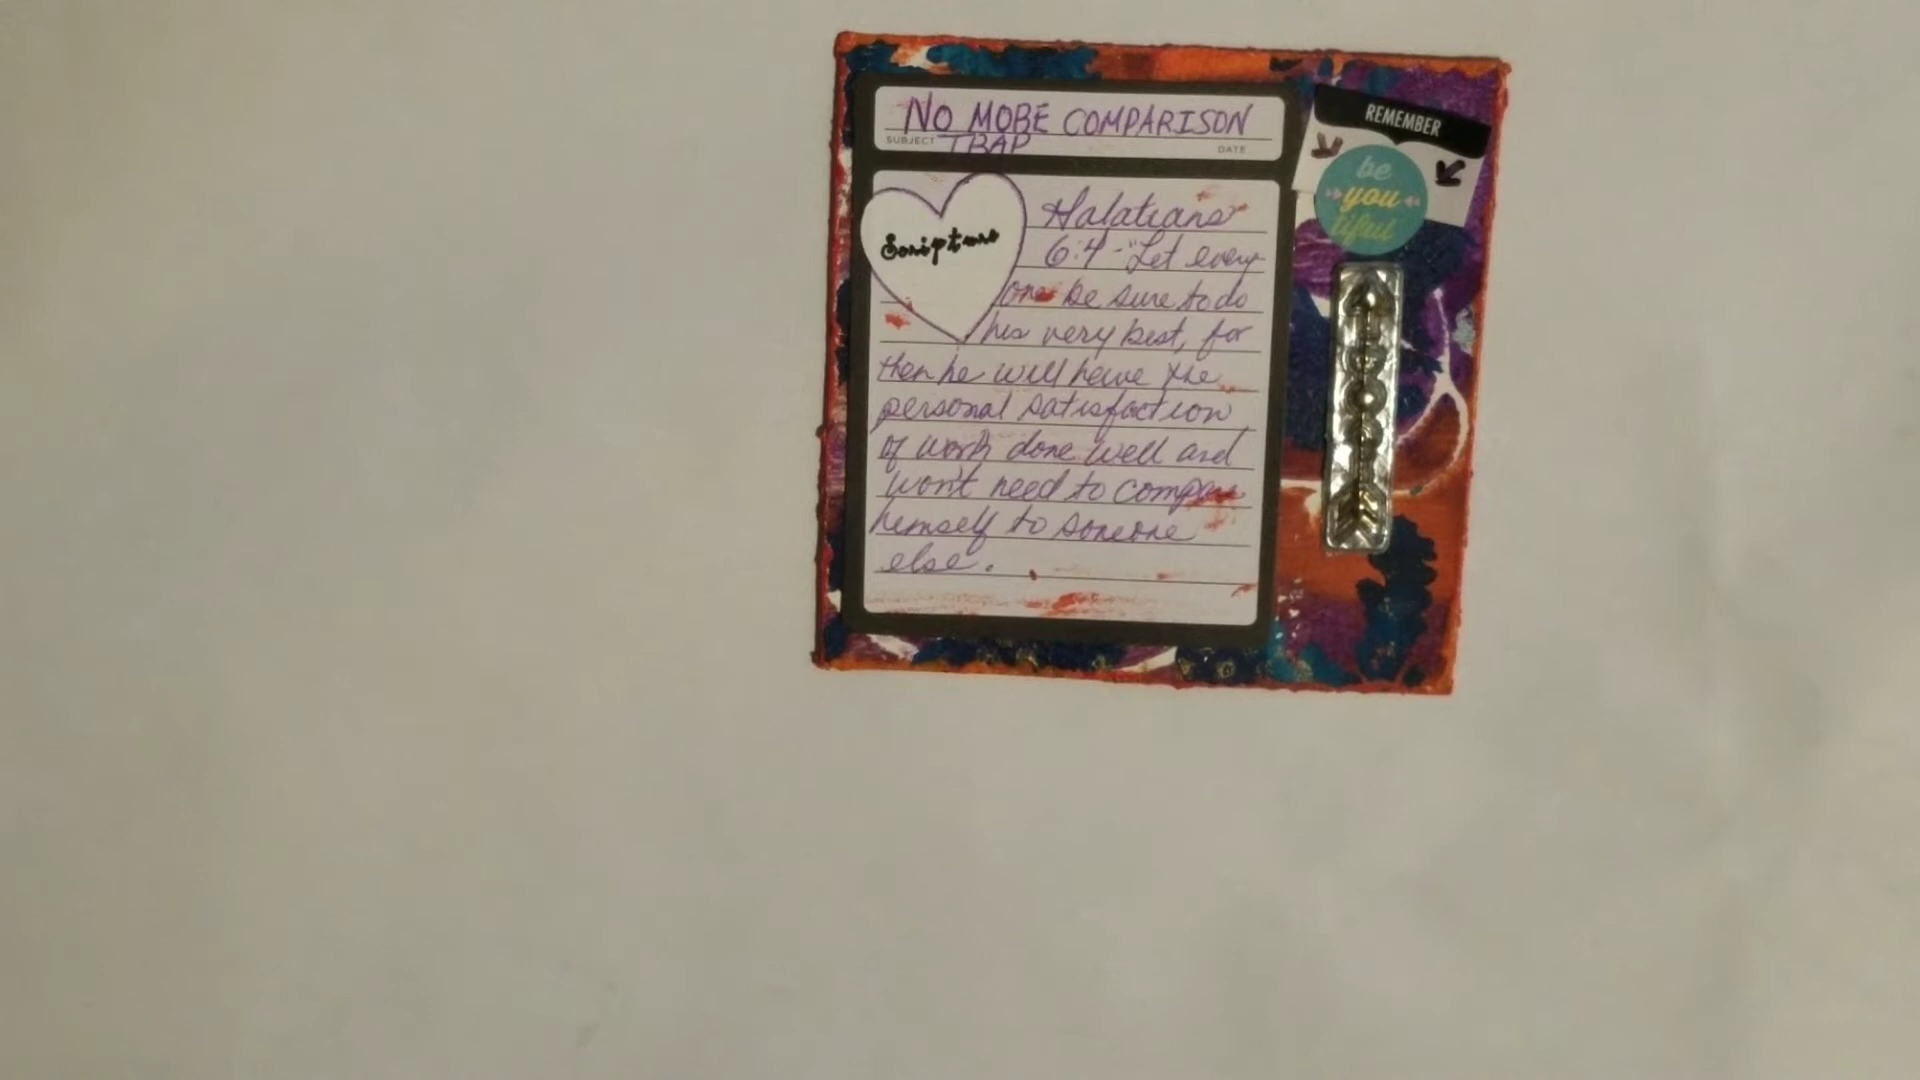 NO MORE COMPARISON
SUBJECT TRAP DATE
REMEMBER
be
you
tiful
Scripture
Galatians
6:4 - "Let every
one be sure to do
his very best, for
then he will have the
personal satisfaction
of work done well and
won't need to compare
himself to someone
else.